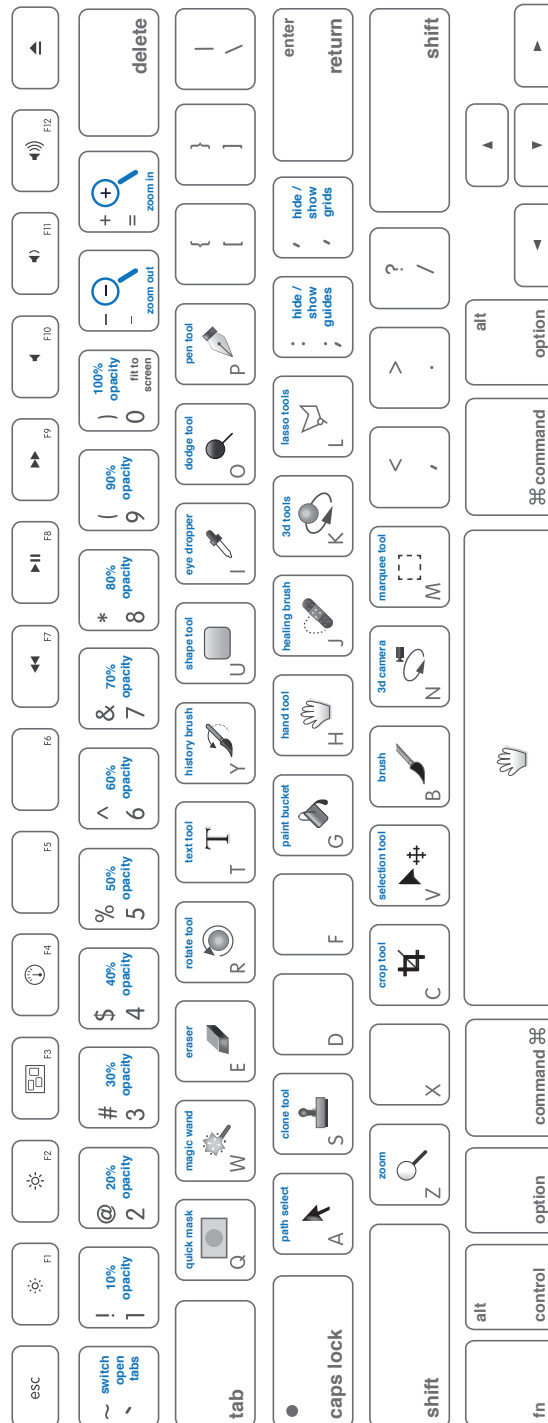 esc
F1
F2
F3
F4
F5
F6
F7
F8
F9
F10
F11
F12
~
`
switch
open
tabs
!
1
10%
opacity
@
2
20%
opacity
#
3
30%
opacity
$
4
40%
opacity
%
5
50%
opacity
^
6
60%
opacity
&
7
70%
opacity
*
8
80%
opacity
(
9
90%
opacity
)
0
100%
opacity
fit to
screen
–
_
zoom out
+
=
zoom in
delete
tab
quick mask
Q
magic wand
W
eraser
E
rotate tool
R
text tool
T
T
history brush
Y
shape tool
U
eye dropper
I
dodge tool
O
pen tool
P
{
[
}
]
|
\
caps lock
path select
A
clone tool
S
D
F
paint bucket
G
hand tool
H
healing brush
J
3d tools
K
lasso tools
L
:
;,
hide /
show
guides
'
,
hide /
show
grids
enter
return
shift
zoom
Z
X
crop tool
C
selection tool
V
brush
B
3d camera
N
marquee tool
M
<
,
>
.
?
/
shift
fn
alt
control
option
command ⌘
⌘ command
alt
option